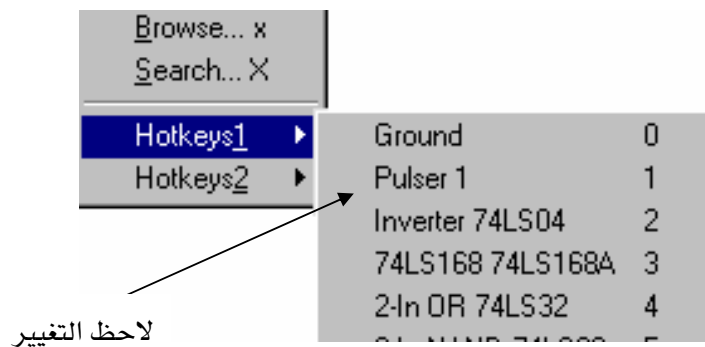 Browse... x
Search... X
Hotkeys1
Hotkeys2
Ground 0
Pulser 1 1
Inverter 74LS04 2
74LS168 74LS168A 3
2-In OR 74LS32 4
لاحظ التغيير